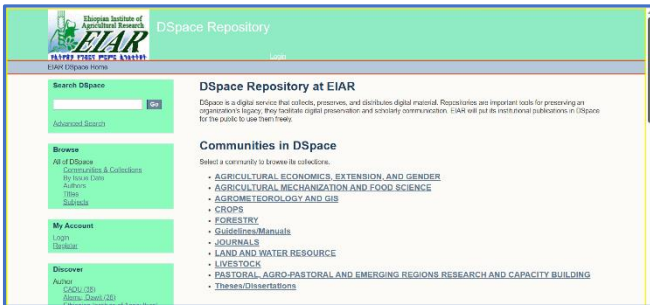 Ethiopian Institute of
Agricultural Research
EIAR
DSpace Repository
Login
EIAR DSpace Home
Search DSpace
Go
Advanced Search
Browse
All of DSpace
Communities & Collections
By Issue Date
Authors
Titles
Subjects
My Account
Login
Register
Discover
Author
CADU (36)
Alemu, Dawit (26)
DSpace Repository at EIAR
DSpace is a digital service that collects, preserves, and distributes digital material. Repositories are important tools for preserving an
organization's legacy; they facilitate digital preservation and scholarly communication. EIAR will put its institutional publications in DSpace
for the public to use them freely.
Communities in DSpace
Select a community to browse its collections.
AGRICULTURAL ECONOMICS, EXTENSION, AND GENDER
AGRICULTURAL MECHANIZATION AND FOOD SCIENCE
AGROMETEOROLOGY AND GIS
CROPS
FORESTRY
Guidelines/Manuals
JOURNALS
LAND AND WATER RESOURCE
LIVESTOCK
PASTORAL, AGRO-PASTORAL AND EMERGING REGIONS RESEARCH AND CAPACITY BUILDING
Theses/Dissertations